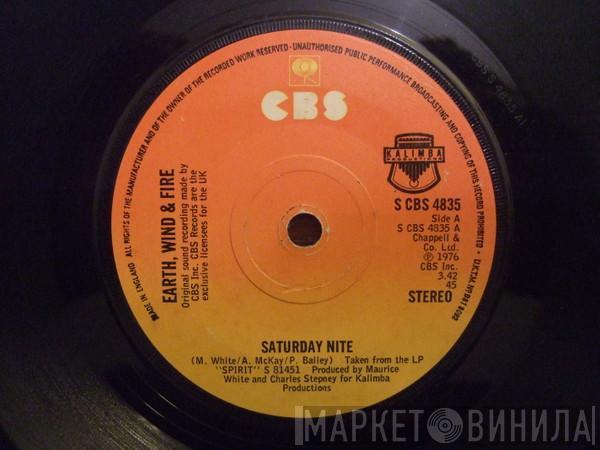 ALL RIGHTS OF THE MANUFACTURER AND OF THE OWNER OF THE RECORDED WORK RESERVED · UNAUTHORISED PUBLIC PERFORMANCE BROADCASTING AND COPYING OF THIS RECORD PROHIBITED ·
MADE IN ENGLAND
CBS
KALIMBA
PRODUCTIONS
EARTH, WIND & FIRE
Original sound recording made by
CBS Inc. CBS Records are the
exclusive licensees for the UK
S CBS 4835
Side A
S CBS 4835 A
Chappell &
Co. Ltd.
℗ 1976
CBS Inc.
3.42
45
STEREO
SATURDAY NITE
(M. White/A. McKay/P. Bailey) Taken from the LP
"SPIRIT" S 81451 Produced by Maurice
White and Charles Stepney for Kalimba
Productions
CBS S 4835 A1
МАРКЕТ ВИНИЛА